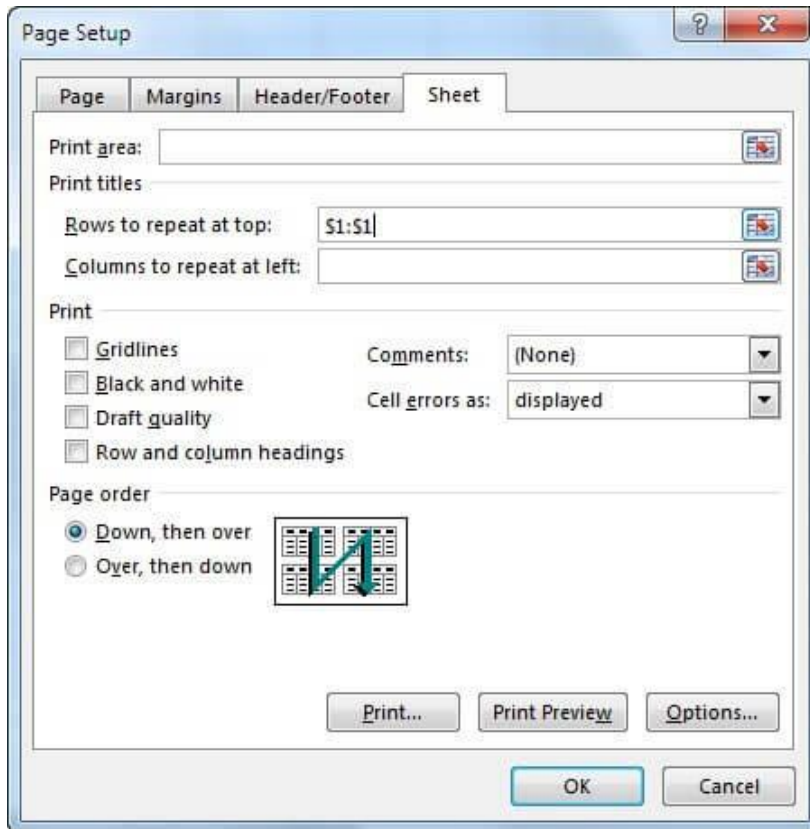 Page Setup
Page Margins Header/Footer Sheet
Print area:
Print titles
Rows to repeat at top: $1:$1
Columns to repeat at left:
Print
Gridlines Comments: (None)
Black and white
Cell errors as: displayed
Draft quality
Row and column headings
Page order
Down, then over
Over, then down
Print... Print Preview Options...
OK Cancel